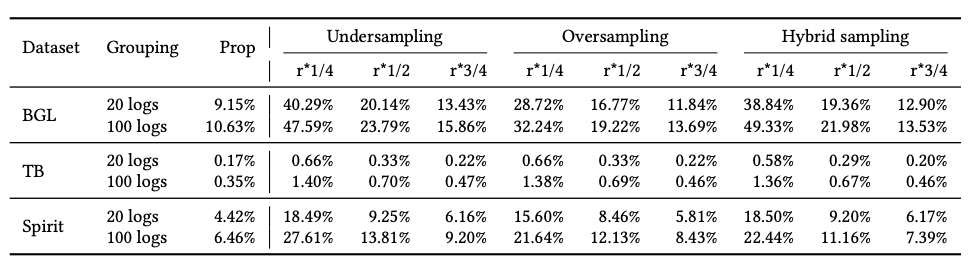 Dataset Grouping Prop Undersampling Oversampling Hybrid sampling
r*1/4 r*1/2 r*3/4 r*1/4 r*1/2 r*3/4 r*1/4 r*1/2 r*3/4
BGL 20 logs 9.15% 40.29% 20.14% 13.43% 28.72% 16.77% 11.84% 38.84% 19.36% 12.90%
100 logs 10.63% 47.59% 23.79% 15.86% 32.24% 19.22% 13.69% 49.33% 21.98% 13.53%
TB 20 logs 0.17% 0.66% 0.33% 0.22% 0.66% 0.33% 0.22% 0.58% 0.29% 0.20%
100 logs 0.35% 1.40% 0.70% 0.47% 1.38% 0.69% 0.46% 1.36% 0.67% 0.46%
Spirit 20 logs 4.42% 18.49% 9.25% 6.16% 15.60% 8.46% 5.81% 18.50% 9.20% 6.17%
100 logs 6.46% 27.61% 13.81% 9.20% 21.64% 12.13% 8.43% 22.44% 11.16% 7.39%